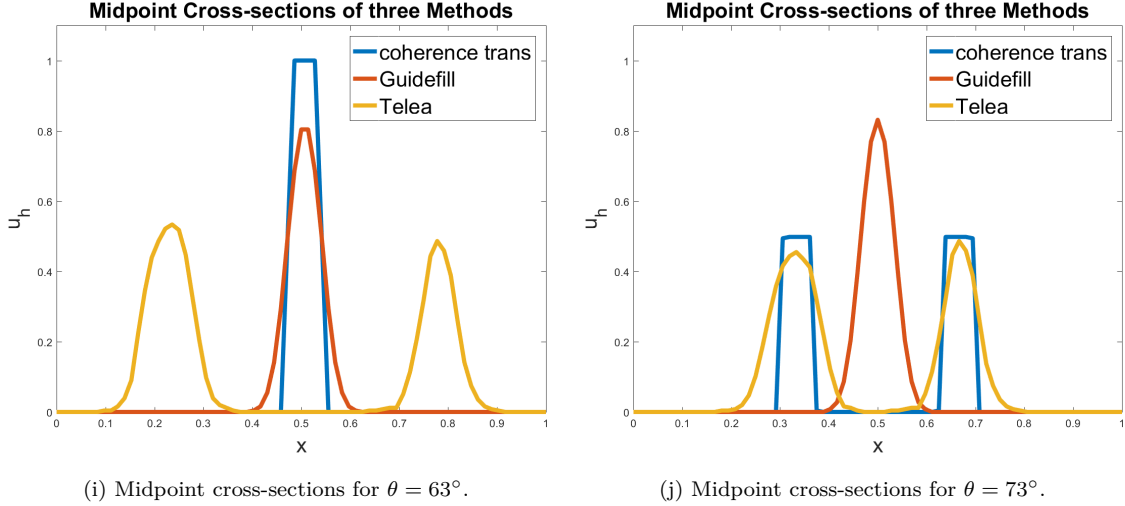 Midpoint Cross-sections of three Methods
coherence trans
Guidefill
Telea
1
0.8
0.6
0.4
0.2
0
u_h
0 0.1 0.2 0.3 0.4 0.5 0.6 0.7 0.8 0.9 1
x
(i) Midpoint cross-sections for θ = 63°.
Midpoint Cross-sections of three Methods
coherence trans
Guidefill
Telea
1
0.8
0.6
0.4
0.2
0
u_h
0 0.1 0.2 0.3 0.4 0.5 0.6 0.7 0.8 0.9 1
x
(j) Midpoint cross-sections for θ = 73°.